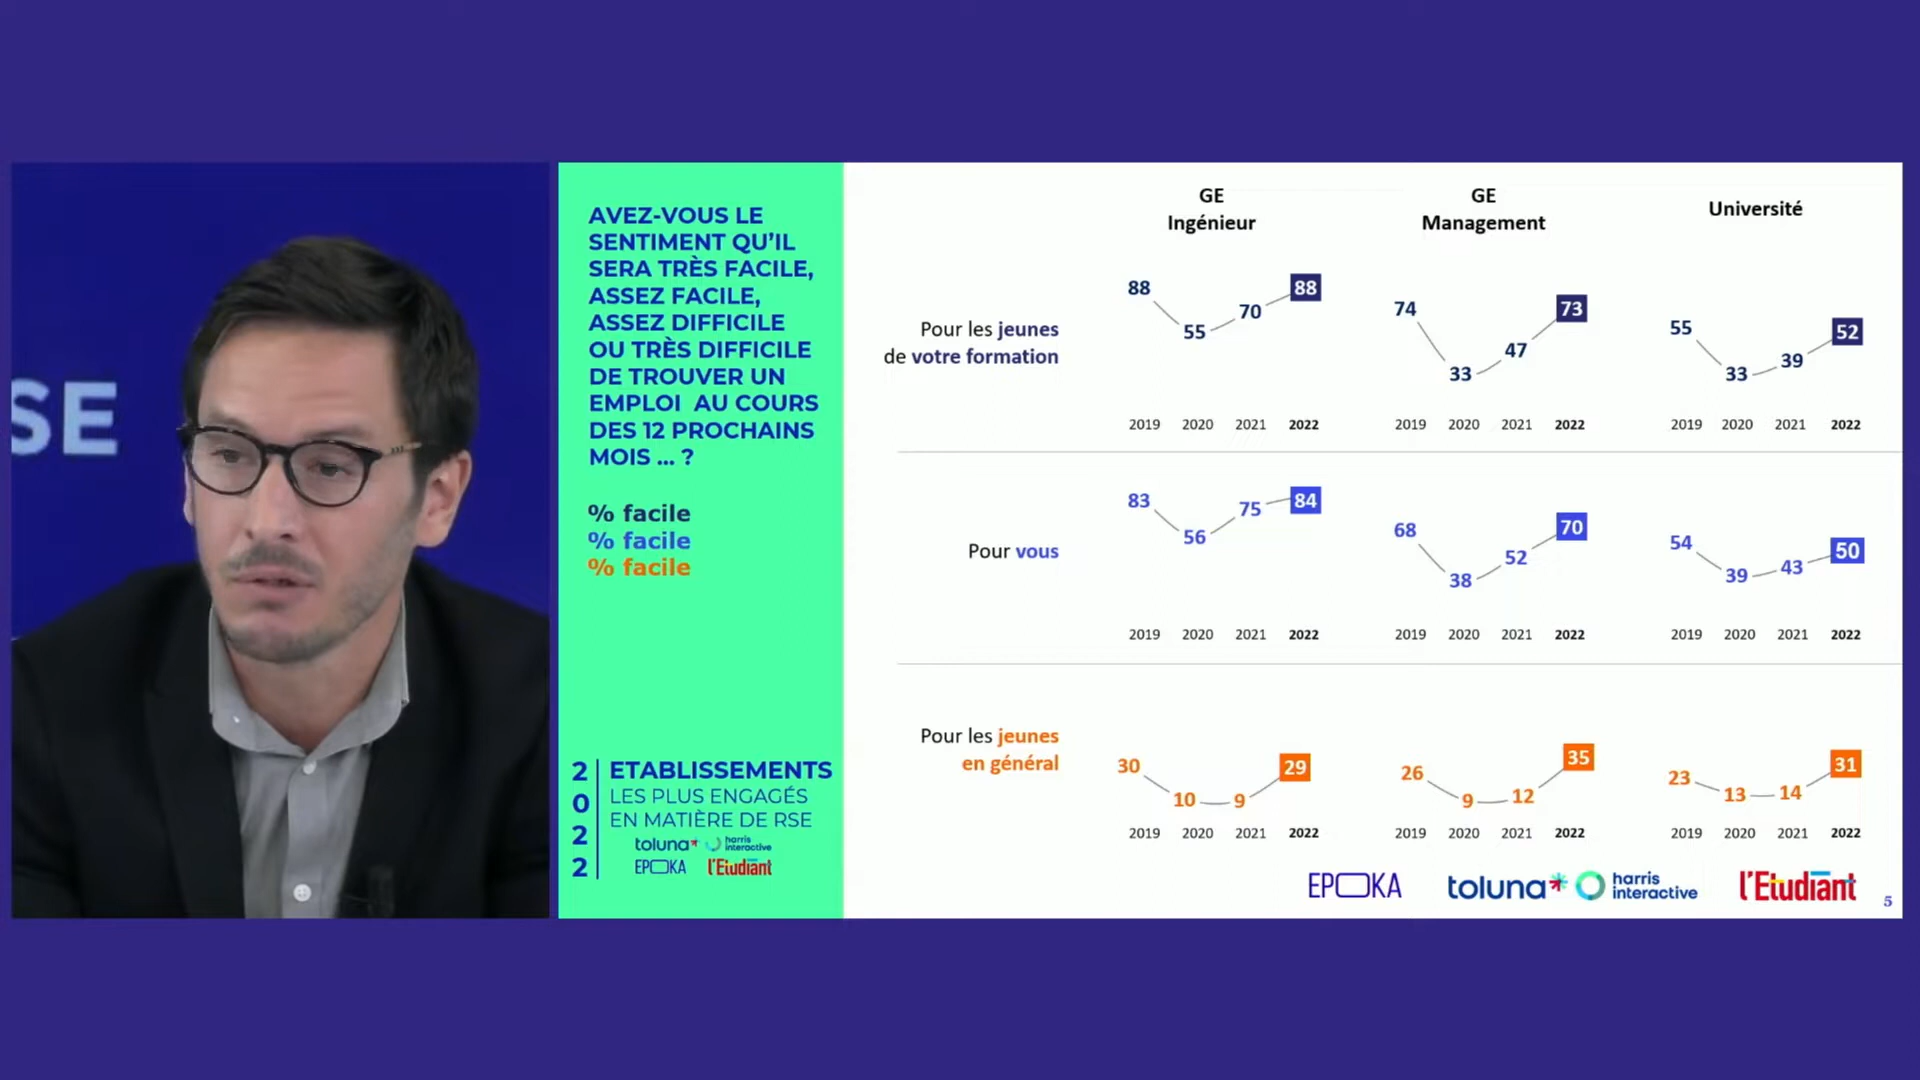 SE
AVEZ-VOUS LE
SENTIMENT QU'IL
SERA TRÈS FACILE,
ASSEZ FACILE,
ASSEZ DIFFICILE
OU TRÈS DIFFICILE
DE TROUVER UN
EMPLOI AU COURS
DES 12 PROCHAINS
MOIS ... ?
% facile
% facile
% facile
2022
ETABLISSEMENTS
LES PLUS ENGAGÉS
EN MATIÈRE DE RSE
toluna* harris interactive
EPOKA l'Etudiant
GE
Ingénieur
GE
Management
Université
Pour les jeunes
de votre formation
88 55 70 88
74 33 47 73
55 33 39 52
2019 2020 2021 2022
2019 2020 2021 2022
2019 2020 2021 2022
Pour vous
83 56 75 84
68 38 52 70
54 39 43 50
2019 2020 2021 2022
2019 2020 2021 2022
2019 2020 2021 2022
Pour les jeunes
en général
30 10 9 29
26 9 12 35
23 13 14 31
2019 2020 2021 2022
2019 2020 2021 2022
2019 2020 2021 2022
EPOKA toluna* harris interactive l'Etudiant
5